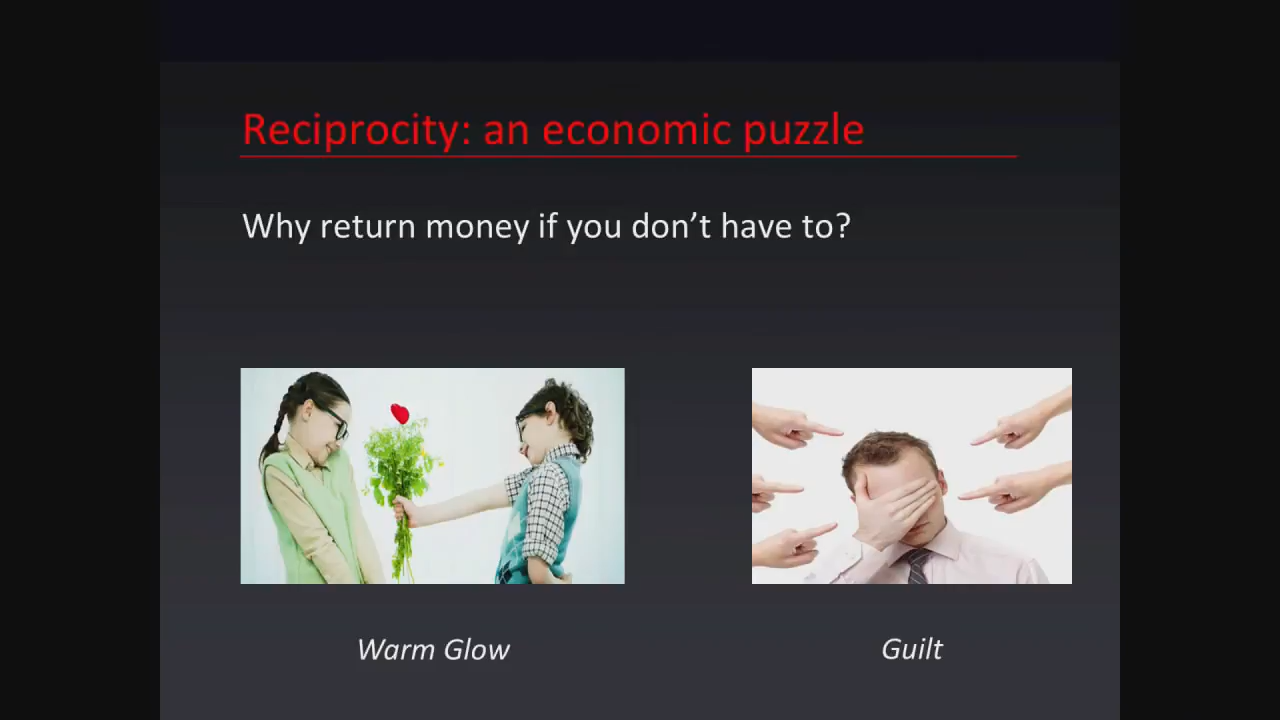 Reciprocity: an economic puzzle
Why return money if you don’t have to?
Warm Glow
Guilt